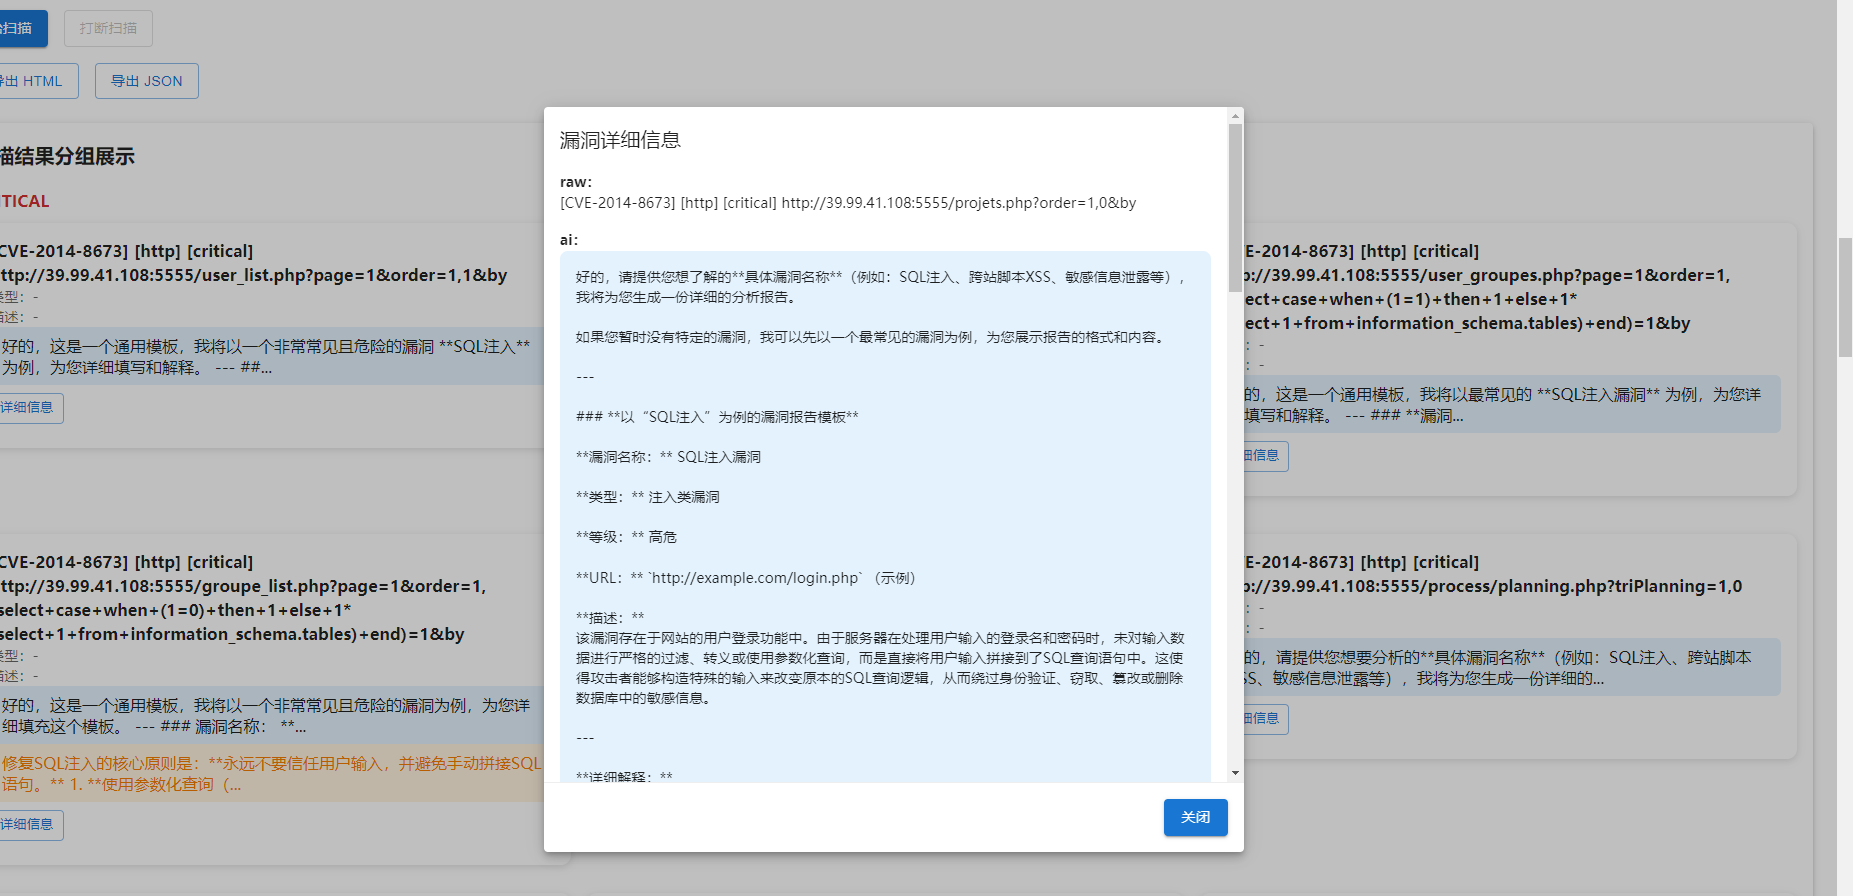 扫描
打断扫描
导出 HTML
导出 JSON
描结果分组展示
TICAL
CVE-2014-8673] [http] [critical]
ttp://39.99.41.108:5555/user_list.php?page=1&order=1,1&by
类型：-
描述：-
好的，这是一个通用模板，我将以一个非常常见且危险的漏洞 **SQL注入**
为例，为您详细填写和解释。 --- ##...
详细信息
CVE-2014-8673] [http] [critical]
ttp://39.99.41.108:5555/groupe_list.php?page=1&order=1,
select+case+when+(1=0)+then+1+else+1*
select+1+from+information_schema.tables)+end)=1&by
类型：-
描述：-
好的，这是一个通用模板，我将以一个非常常见且危险的漏洞为例，为您详
细填充这个模板。 --- ### 漏洞名称： **...
修复SQL注入的核心原则是：**永远不要信任用户输入，并避免手动拼接SQL
语句。** 1. **使用参数化查询（...
详细信息
漏洞详细信息
raw：
[CVE-2014-8673] [http] [critical] http://39.99.41.108:5555/projets.php?order=1,0&by
ai：
好的，请提供您想了解的**具体漏洞名称**（例如：SQL注入、跨站脚本XSS、敏感信息泄露等），
我将为您生成一份详细的分析报告。
如果您暂时没有特定的漏洞，我可以先以一个最常见的漏洞为例，为您展示报告的格式和内容。
---
### **以“SQL注入”为例的漏洞报告模板**
**漏洞名称：** SQL注入漏洞
**类型：** 注入类漏洞
**等级：** 高危
**URL：** `http://example.com/login.php` （示例）
**描述：**
该漏洞存在于网站的用户登录功能中。由于服务器在处理用户输入的登录名和密码时，未对输入数
据进行严格的过滤、转义或使用参数化查询，而是直接将用户输入拼接到了SQL查询语句中。这使
得攻击者能够构造特殊的输入来改变原本的SQL查询逻辑，从而绕过身份验证、窃取、篡改或删除
数据库中的敏感信息。
---
**详细解释：**
关闭
E-2014-8673] [http] [critical]
p://39.99.41.108:5555/user_groupes.php?page=1&order=1,
ect+case+when+(1=1)+then+1+else+1*
ect+1+from+information_schema.tables)+end)=1&by
：-
：-
的，这是一个通用模板，我将以最常见的 **SQL注入漏洞** 为例，为您详
填写和解释。 --- ### **漏洞...
细信息
E-2014-8673] [http] [critical]
p://39.99.41.108:5555/process/planning.php?triPlanning=1,0
：-
：-
的，请提供您想要分析的**具体漏洞名称**（例如：SQL注入、跨站脚本
SS、敏感信息泄露等），我将为您生成一份详细的...
细信息